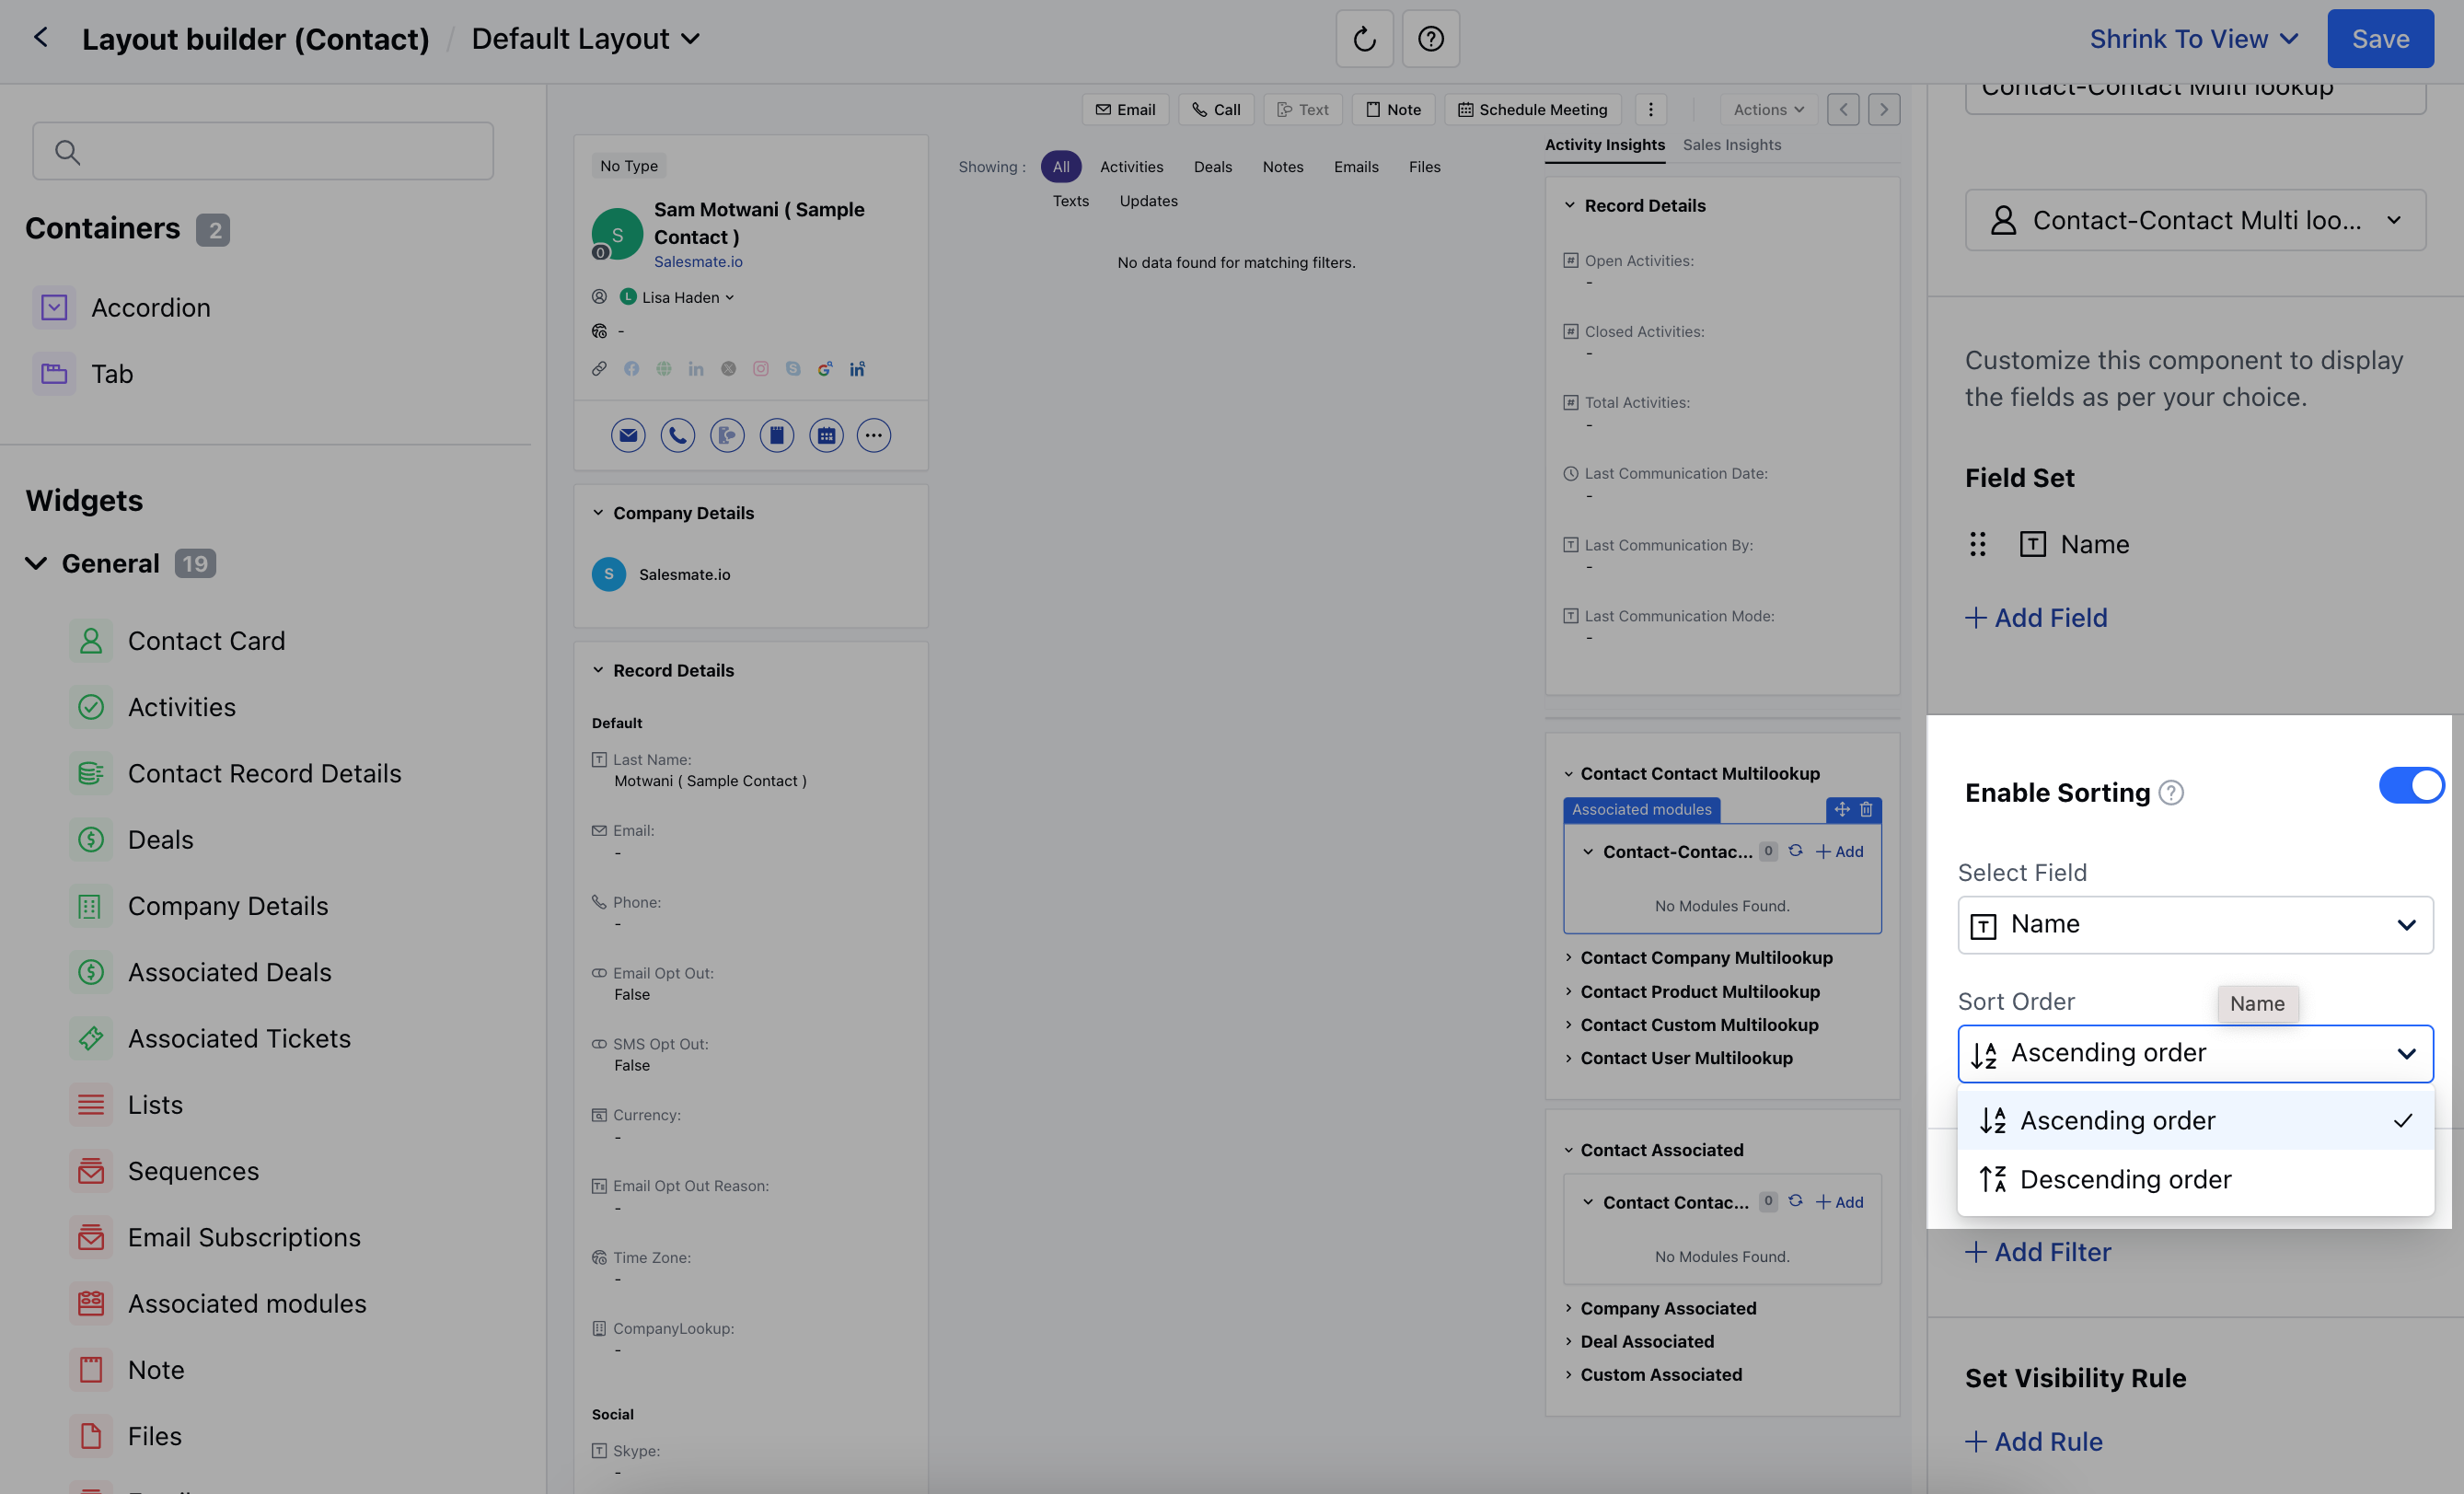 Layout builder (Contact) / Default Layout
Shrink To View
Save
Containers 2
Accordion
Tab
Widgets
General 19
Contact Card
Activities
Contact Record Details
Deals
Company Details
Associated Deals
Associated Tickets
Lists
Sequences
Email Subscriptions
Associated modules
Note
Files
Email
Call
Text
Note
Schedule Meeting
Actions
No Type
S
0
Sam Motwani ( Sample
Contact )
Salesmate.io
L Lisa Haden
-
Company Details
S Salesmate.io
Record Details
Default
Last Name:
Motwani ( Sample Contact )
Email:
-
Phone:
-
Email Opt Out:
False
SMS Opt Out:
False
Currency:
-
Email Opt Out Reason:
-
Time Zone:
-
CompanyLookup:
-
Social
Skype:
-
Showing : All Activities Deals Notes Emails Files
Texts Updates
No data found for matching filters.
Activity Insights Sales Insights
Record Details
Open Activities:
-
Closed Activities:
-
Total Activities:
-
Last Communication Date:
-
Last Communication By:
-
Last Communication Mode:
-
Contact Contact Multilookup
Associated modules
Contact-Contac... 0 + Add
No Modules Found.
Contact Company Multilookup
Contact Product Multilookup
Contact Custom Multilookup
Contact User Multilookup
Contact Associated
Contact Contac... 0 + Add
No Modules Found.
Company Associated
Deal Associated
Custom Associated
Contact-Contact Multi lookup
Contact-Contact Multi loo...
Customize this component to display
the fields as per your choice.
Field Set
Name
+ Add Field
Enable Sorting ?
Select Field
Name
Sort Order
Name
Ascending order
Ascending order
Descending order
+ Add Filter
Set Visibility Rule
+ Add Rule